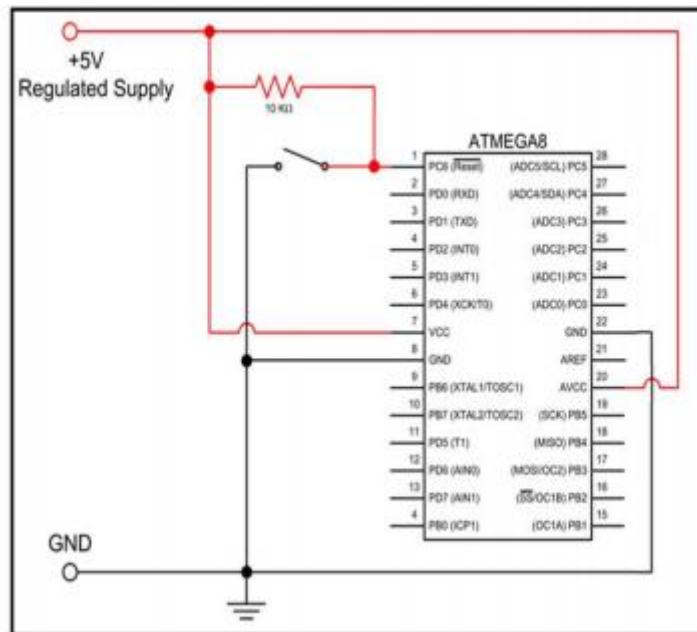 +5V
Regulated Supply
10 KΩ
ATMEGA8
1 PC6 (Reset) (ADC5/SCL) PC5 28
2 PD0 (RXD) (ADC4/SDA) PC4 27
3 PD1 (TXD) (ADC3) PC3 26
4 PD2 (INT0) (ADC2) PC2 25
5 PD3 (INT1) (ADC1) PC1 24
6 PD4 (XCK/T0) (ADC0) PC0 23
7 VCC GND 22
8 GND AREF 21
9 PB6 (XTAL1/TOSC1) AVCC 20
10 PB7 (XTAL2/TOSC2) (SCK) PB5 19
11 PD5 (T1) (MISO) PB4 18
12 PD6 (AIN0) (MOSI/OC2) PB3 17
13 PD7 (AIN1) (SS/OC1B) PB2 16
4 PB0 (ICP1) (OC1A) PB1 15
GND